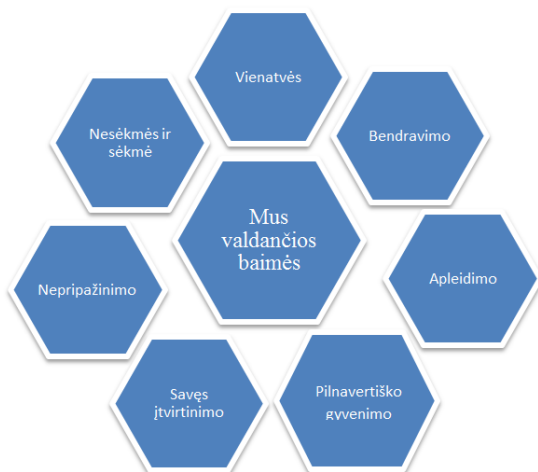 Vienatvės
Nesėkmės ir
sėkmė
Bendravimo
Mus
valdančios
baimės
Nepripažinimo
Apleidimo
Savęs
įtvirtinimo
Pilnavertiško
gyvenimo